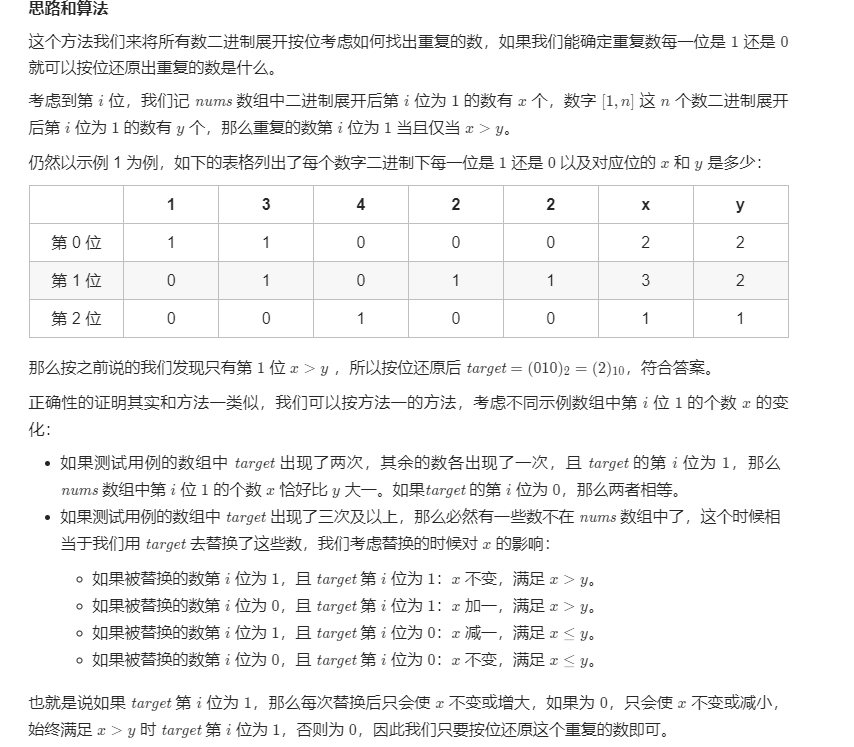 思路和算法
这个方法我们来将所有数二进制展开按位考虑如何找出重复的数，如果我们能确定重复数每一位是 1 还是 0
就可以按位还原出重复的数是什么。
考虑到第 i 位，我们记 nums 数组中二进制展开后第 i 位为 1 的数有 x 个，数字 [1, n] 这 n 个数二进制展开
后第 i 位为 1 的数有 y 个，那么重复的数第 i 位为 1 当且仅当 x > y。
仍然以示例 1 为例，如下的表格列出了每个数字二进制下每一位是 1 还是 0 以及对应位的 x 和 y 是多少：
1 3 4 2 2 x y
第 0 位 1 1 0 0 0 2 2
第 1 位 0 1 0 1 1 3 2
第 2 位 0 0 1 0 0 1 1
那么按之前说的我们发现只有第 1 位 x > y ，所以按位还原后 target = (010)₂ = (2)₁₀，符合答案。
正确性的证明其实和方法一类似，我们可以按方法一的方法，考虑不同示例数组中第 i 位 1 的个数 x 的变
化：
• 如果测试用例的数组中 target 出现了两次，其余的数各出现了一次，且 target 的第 i 位为 1，那么
nums 数组中第 i 位 1 的个数 x 恰好比 y 大一。如果target 的第 i 位为 0，那么两者相等。
• 如果测试用例的数组中 target 出现了三次及以上，那么必然有一些数不在 nums 数组中了，这个时候相
当于我们用 target 去替换了这些数，我们考虑替换的时候对 x 的影响：
◦ 如果被替换的数第 i 位为 1，且 target 第 i 位为 1：x 不变，满足 x > y。
◦ 如果被替换的数第 i 位为 0，且 target 第 i 位为 1：x 加一，满足 x > y。
◦ 如果被替换的数第 i 位为 1，且 target 第 i 位为 0：x 减一，满足 x ≤ y。
◦ 如果被替换的数第 i 位为 0，且 target 第 i 位为 0：x 不变，满足 x ≤ y。
也就是说如果 target 第 i 位为 1，那么每次替换后只会使 x 不变或增大，如果为 0，只会使 x 不变或减小，
始终满足 x > y 时 target 第 i 位为 1，否则为 0，因此我们只要按位还原这个重复的数即可。